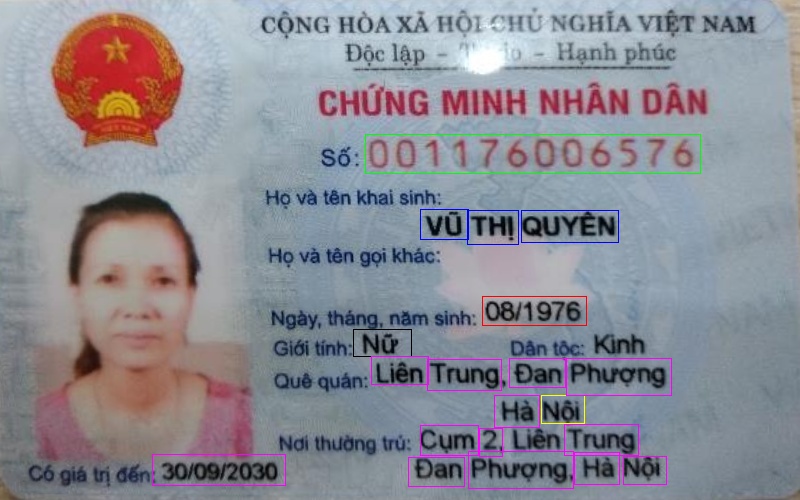 CỘNG HÒA XÃ HỘI CHỦ NGHĨA VIỆT NAM
Độc lập - Tự do - Hạnh phúc
CHỨNG MINH NHÂN DÂN
Số: 001176006576
Họ và tên khai sinh:
VŨ THỊ QUYÊN
Họ và tên gọi khác:
Ngày, tháng, năm sinh: 08/1976
Giới tính: Nữ Dân tộc: Kinh
Quê quán: Liên Trung, Đan Phượng
Hà Nội
Nơi thường trú: Cụm 2, Liên Trung
Đan Phượng, Hà Nội
Có giá trị đến: 30/09/2030